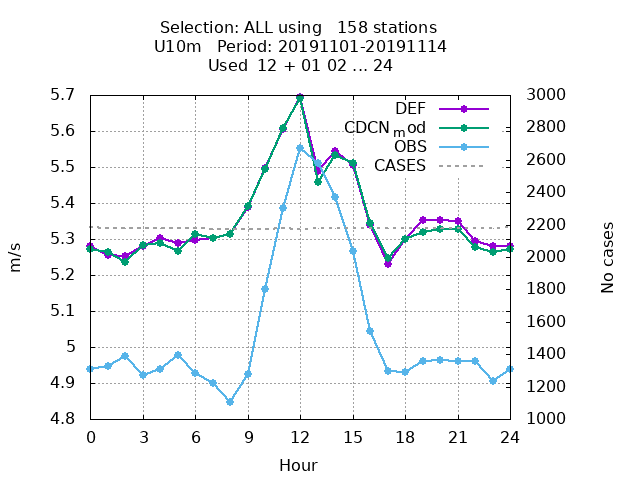 Selection: ALL using   158 stations
U10m   Period: 20191101-20191114
Used  12 + 01 02 ... 24
DEF
CDCN_mod
OBS
CASES
5.7
5.6
5.5
5.4
5.3
5.2
5.1
5
4.9
4.8
3000
2800
2600
2400
2200
2000
1800
1600
1400
1200
1000
m/s
No cases
0 3 6 9 12 15 18 21 24
Hour